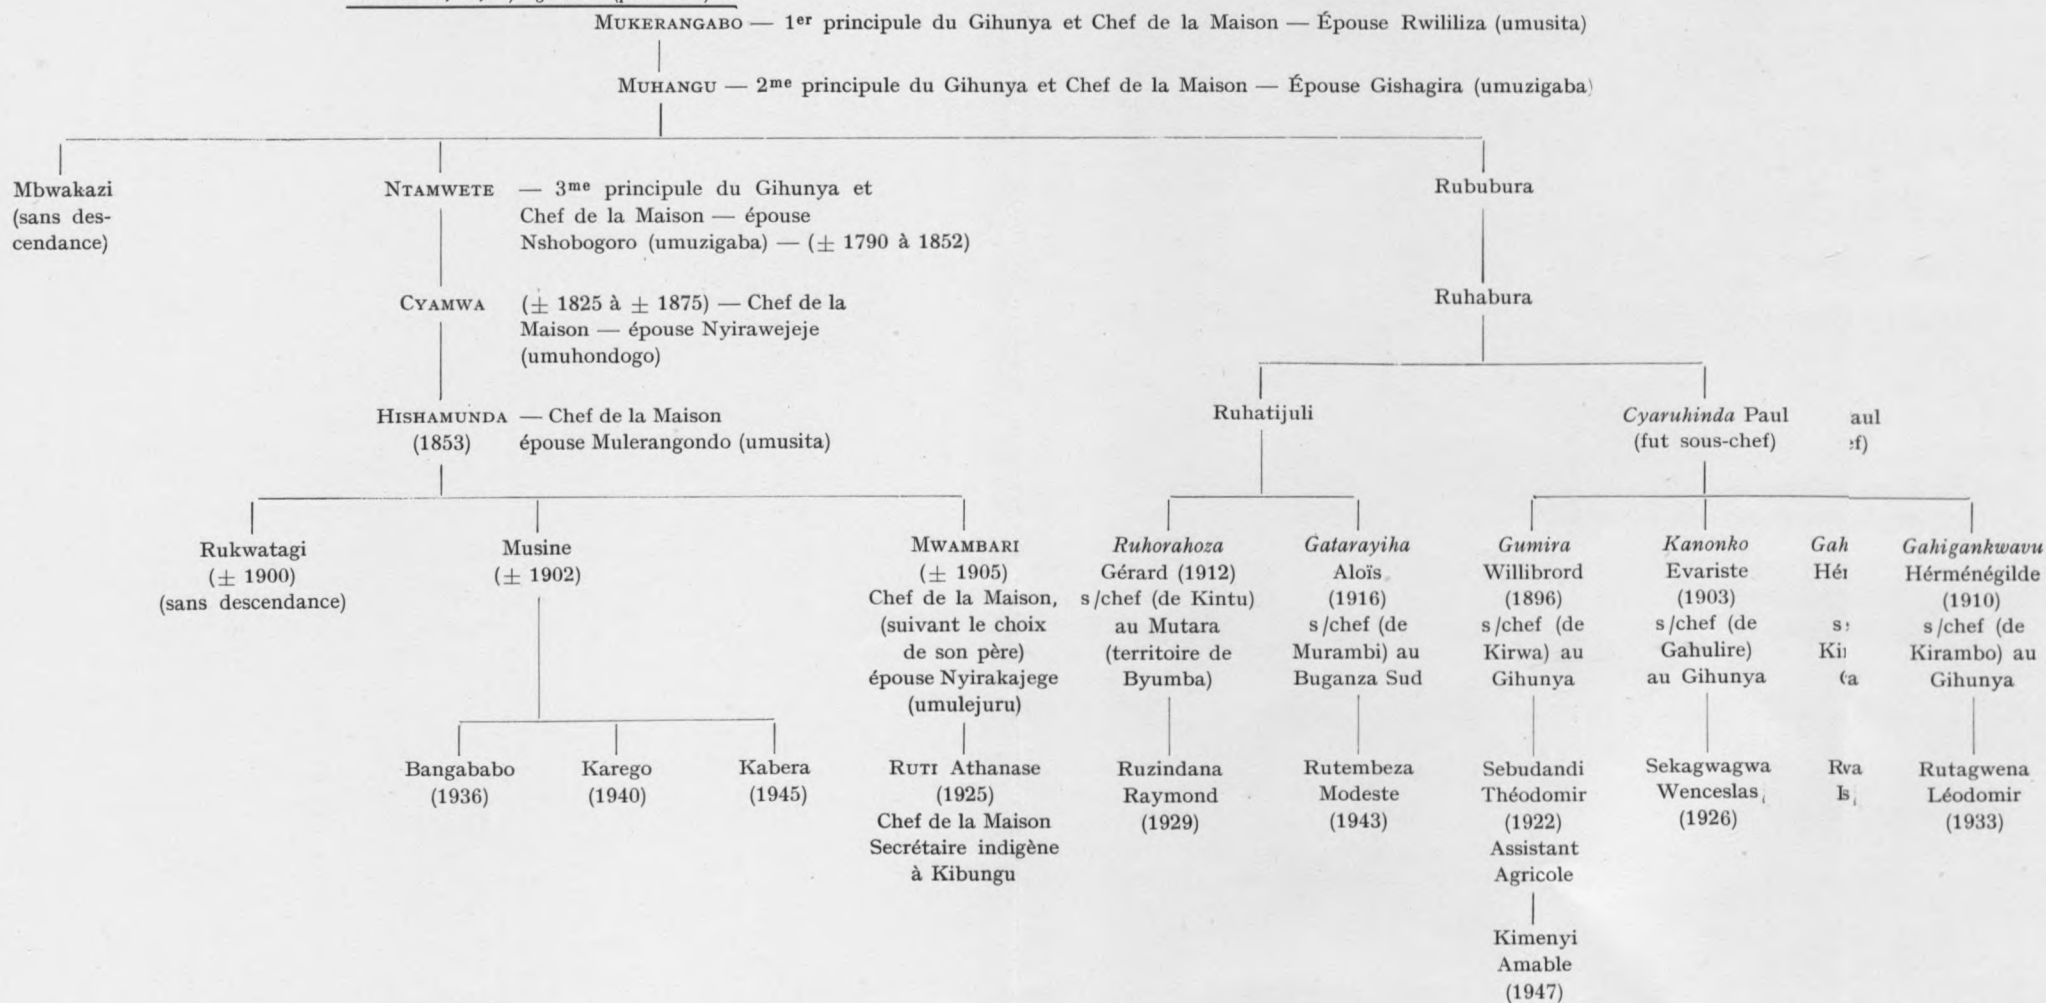 MUKERANGABO — 1er principule du Gihunya et Chef de la Maison — Épouse Rwililiza (umusita)
MUHANGU — 2me principule du Gihunya et Chef de la Maison — Épouse Gishagira (umuzigaba)
Mbwakazi
(sans des-
cendance)
NTAMWETE — 3me principule du Gihunya et
Chef de la Maison — épouse
Nshobogoro (umuzigaba) — (± 1790 à 1852)
Rububura
CYAMWA (± 1825 à ± 1875) — Chef de la
Maison — épouse Nyirawejeje
(umuhondogo)
Ruhabura
HISHAMUNDA — Chef de la Maison
(1853) épouse Mulerangondo (umusita)
Ruhatijuli
Cyaruhinda Paul
(fut sous-chef)
aul
Rukwatagi
(± 1900)
(sans descendance)
Musine
(± 1902)
MWAMBARI
(± 1905)
Chef de la Maison,
(suivant le choix
de son père)
épouse Nyirakajege
(umulejuru)
Ruhorahoza
Gérard (1912)
s/chef (de Kintu)
au Mutara
(territoire de
Byumba)
Gatarayiha
Aloïs
(1916)
s/chef (de
Murambi) au
Buganza Sud
Gumira
Willibrord
(1896)
s/chef (de
Kirwa) au
Gihunya
Kanonko
Evariste
(1903)
s/chef (de
Gahulire)
au Gihunya
Gah
Gahigankwavu
Hérménégilde
(1910)
s/chef (de
Kirambo) au
Gihunya
Bangababo
(1936)
Karego
(1940)
Kabera
(1945)
RUTI Athanase
(1925)
Chef de la Maison
Secrétaire indigène
à Kibungu
Ruzindana
Raymond
(1929)
Rutembeza
Modeste
(1943)
Sebudandi
Théodomir
(1922)
Assistant
Agricole
Sekagwagwa
Wenceslas
(1926)
Rutagwena
Léodomir
(1933)
Kimenyi
Amable
(1947)